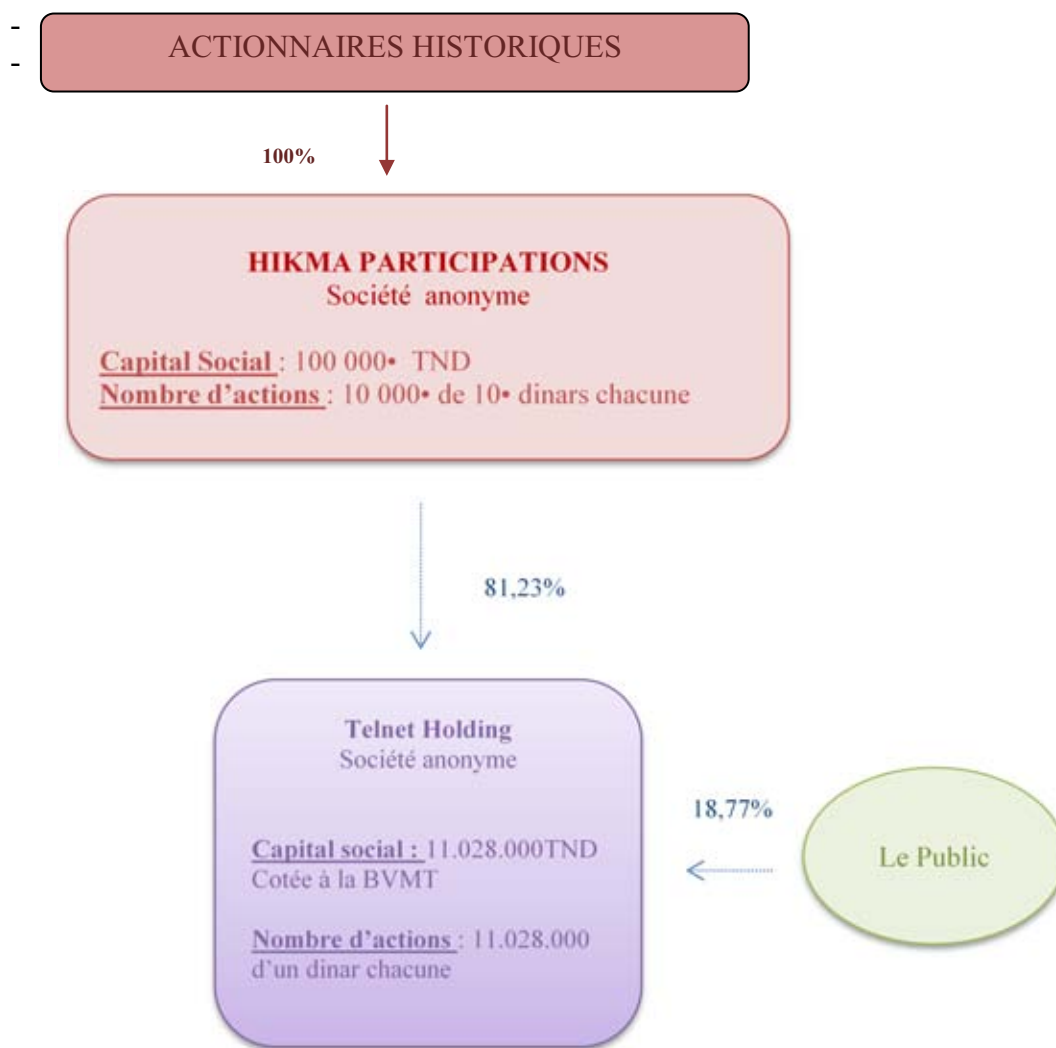 -
-
ACTIONNAIRES HISTORIQUES
100%
HIKMA PARTICIPATIONS
Société anonyme
Capital Social : 100 000• TND
Nombre d’actions : 10 000• de 10• dinars chacune
81,23%
Telnet Holding
Société anonyme
Capital social : 11.028.000TND
Cotée à la BVMT
Nombre d’actions : 11.028.000
d’un dinar chacune
18,77%
Le Public